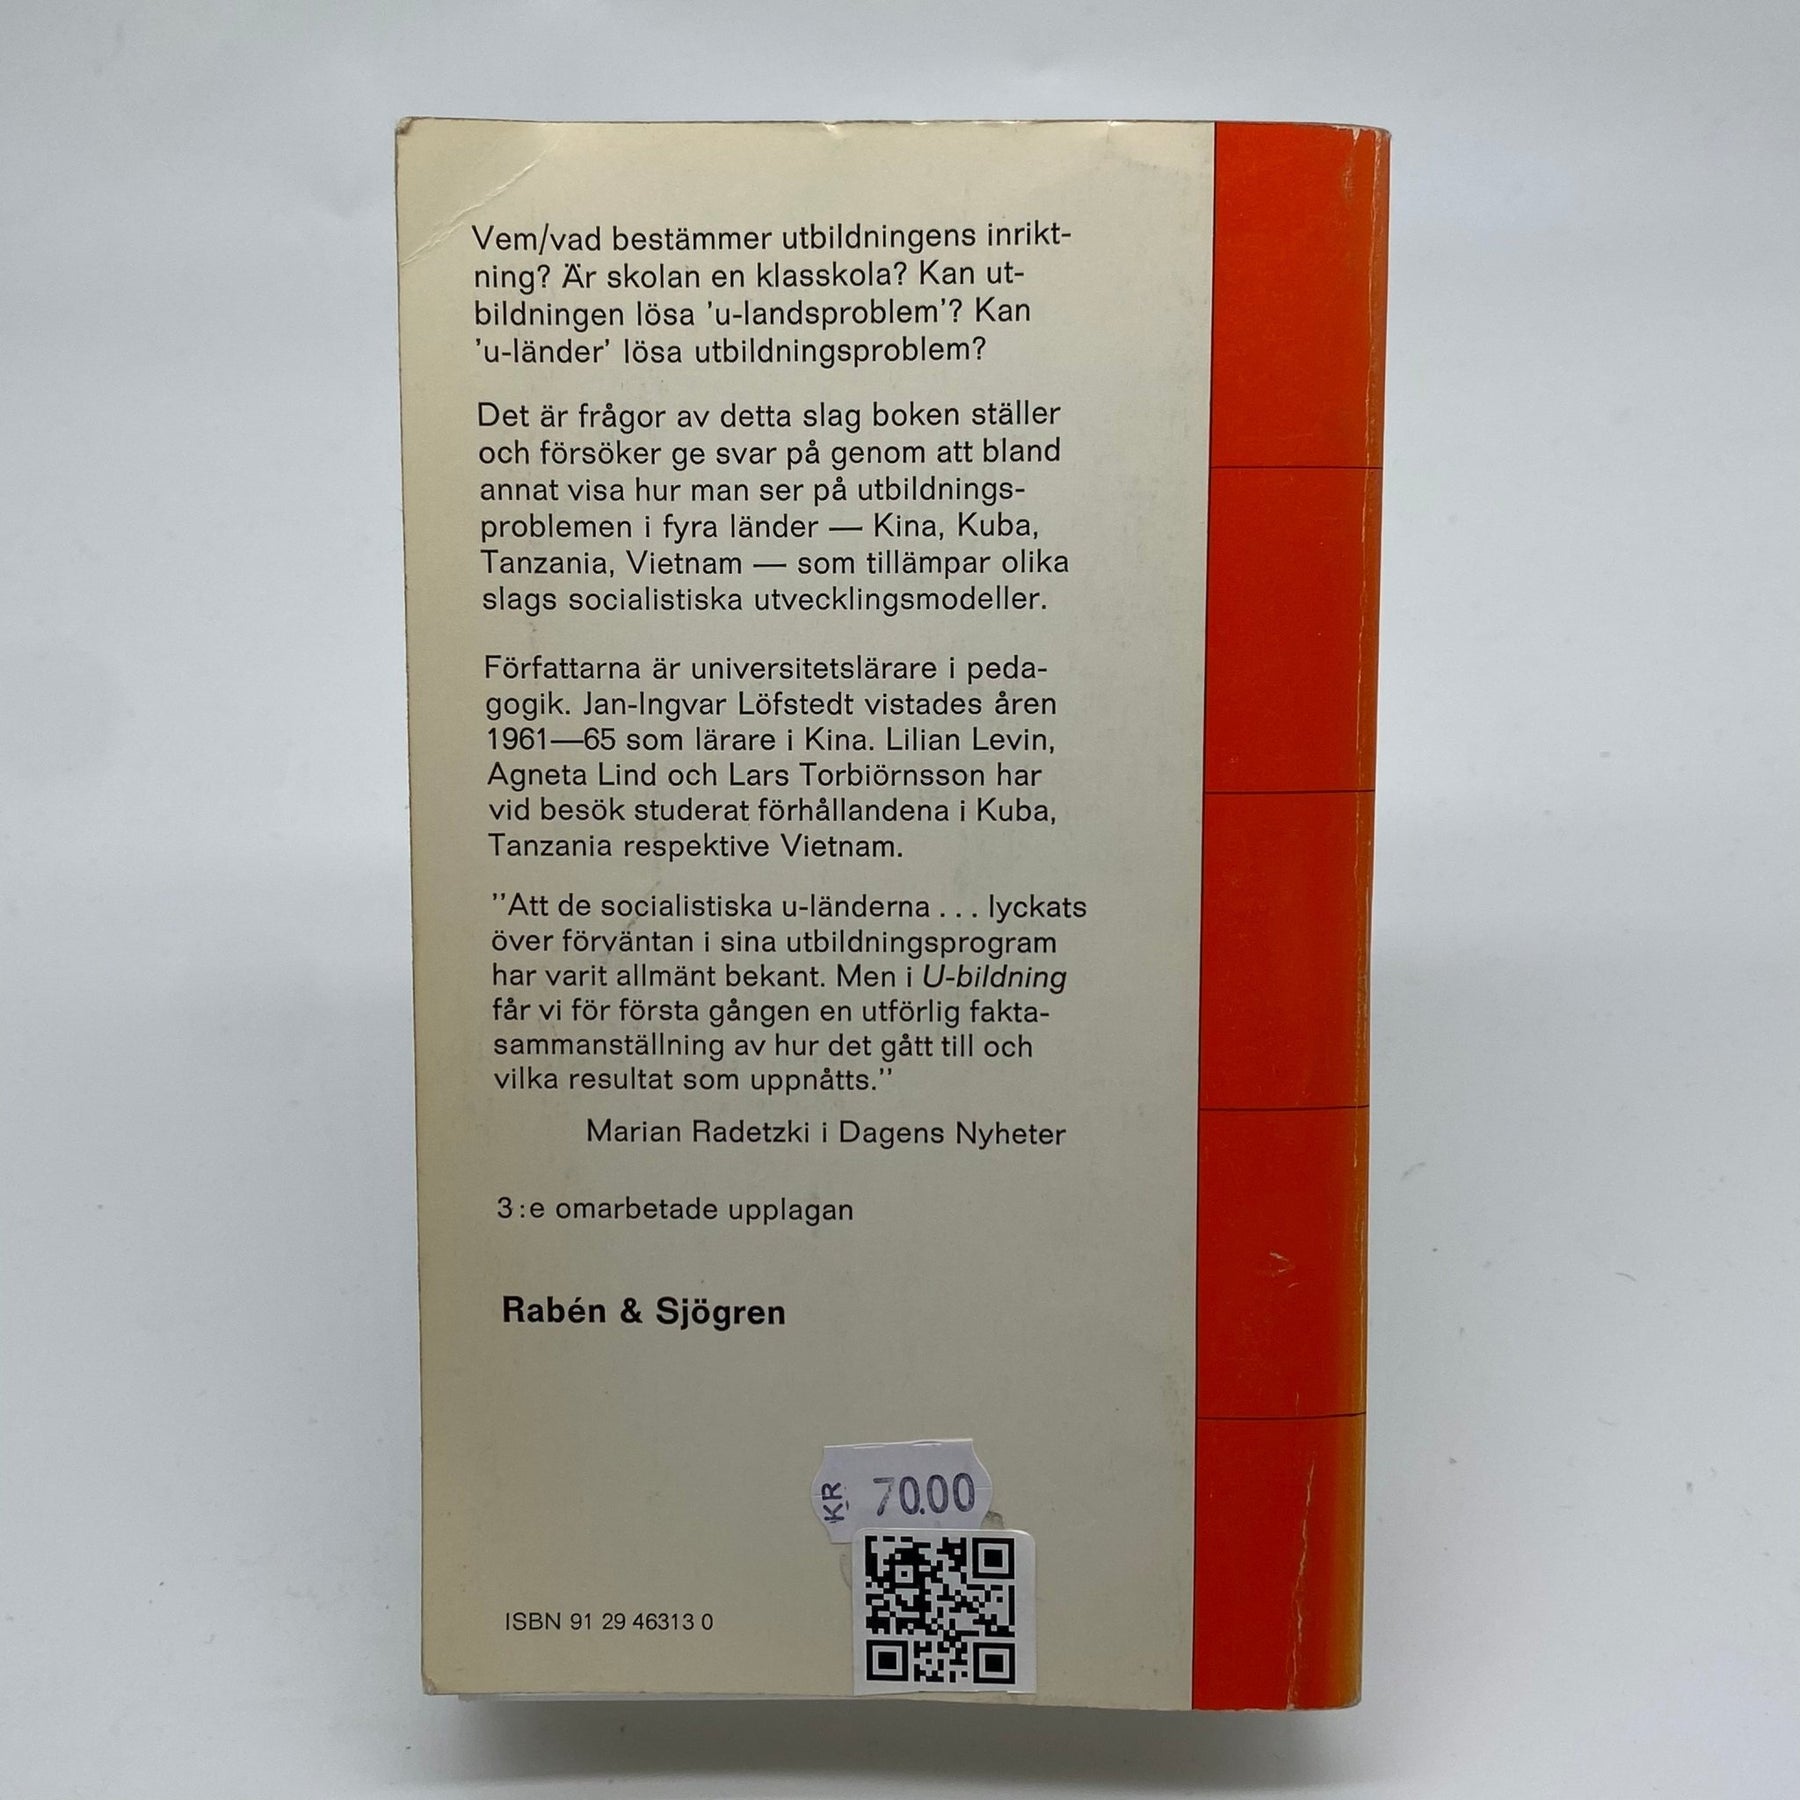 Vem/vad bestämmer utbildningens inrikt-
ning? Är skolan en klasskola? Kan ut-
bildningen lösa 'u-landsproblem'? Kan
'u-länder' lösa utbildningsproblem?
Det är frågor av detta slag boken ställer
och försöker ge svar på genom att bland
annat visa hur man ser på utbildnings-
problemen i fyra länder — Kina, Kuba,
Tanzania, Vietnam — som tillämpar olika
slags socialistiska utvecklingsmodeller.
Författarna är universitetslärare i peda-
gogik. Jan-Ingvar Löfstedt vistades åren
1961—65 som lärare i Kina. Lilian Levin,
Agneta Lind och Lars Torbiörnsson har
vid besök studerat förhållandena i Kuba,
Tanzania respektive Vietnam.
"Att de socialistiska u-länderna . . . lyckats
över förväntan i sina utbildningsprogram
har varit allmänt bekant. Men i U-bildning
får vi för första gången en utförlig fakta-
sammanställning av hur det gått till och
vilka resultat som uppnåtts."
Marian Radetzki i Dagens Nyheter
3:e omarbetade upplagan
Rabén & Sjögren
KR 70.00
ISBN 91 29 46313 0